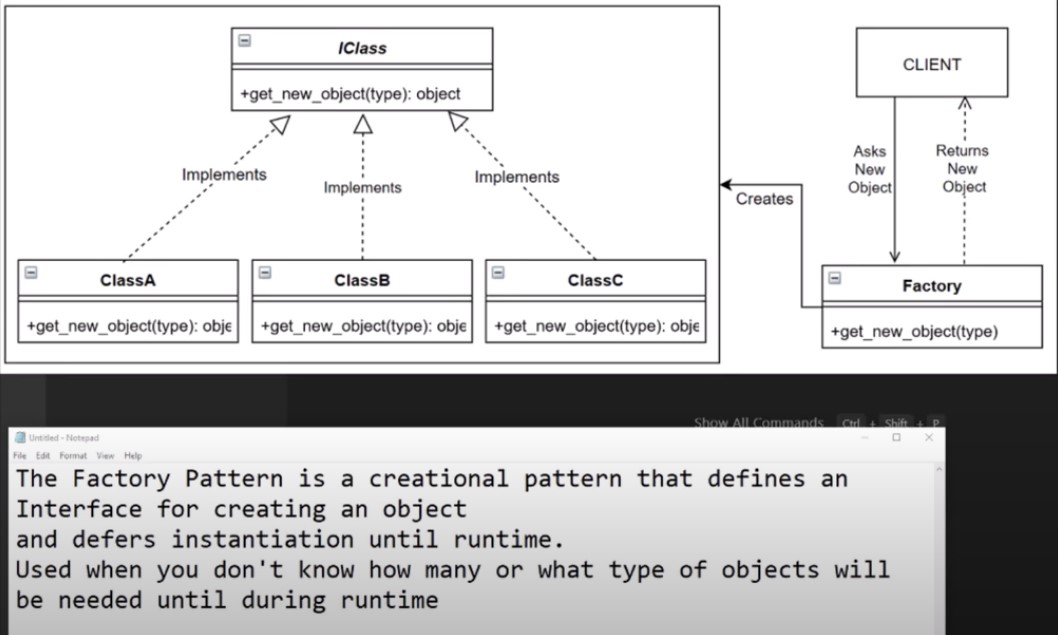 IClass
+get_new_object(type): object
CLIENT
Implements
Implements
Implements
Asks
New
Object
Returns
New
Object
Creates
ClassA
+get_new_object(type): obje
ClassB
+get_new_object(type): obje
ClassC
+get_new_object(type): obje
Factory
+get_new_object(type)
Show All Commands Ctrl + Shift + P
Untitled - Notepad
File Edit Format View Help
The Factory Pattern is a creational pattern that defines an
Interface for creating an object
and defers instantiation until runtime.
Used when you don't know how many or what type of objects will
be needed until during runtime